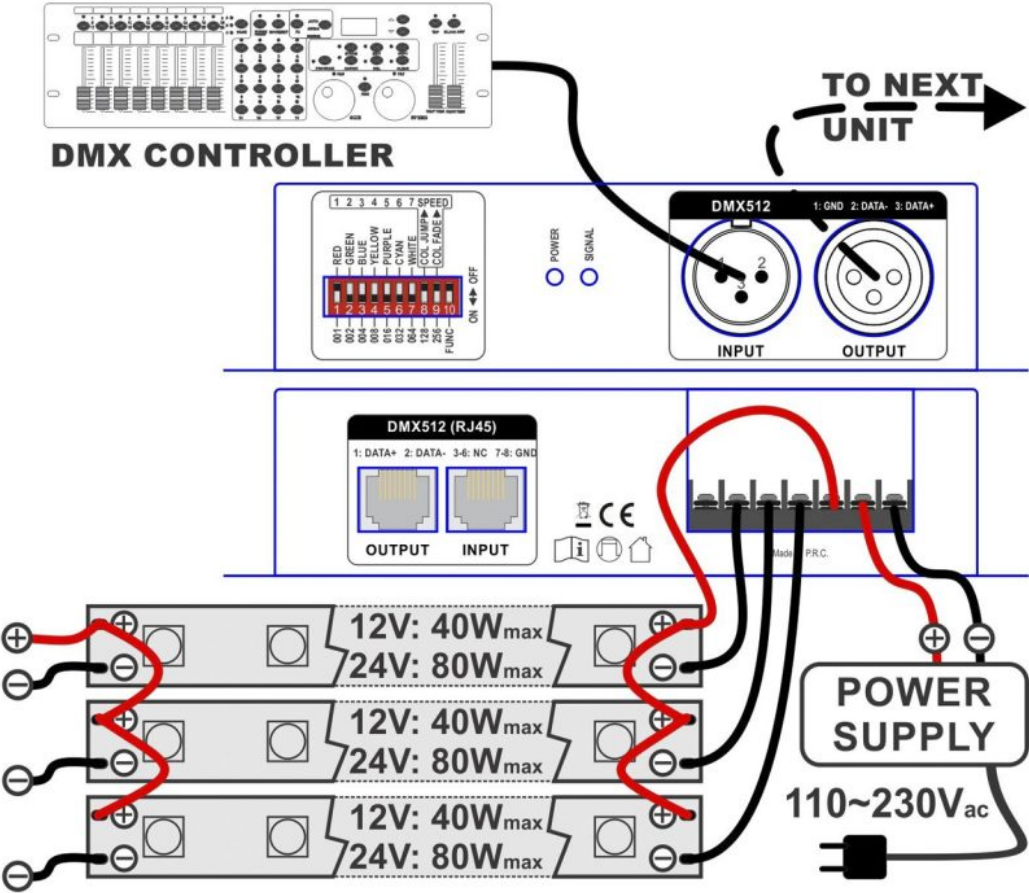 TO NEXT
UNIT
DMX CONTROLLER
1 2 3 4 5 6 7 SPEED
RED
GREEN
BLUE
YELLOW
PURPLE
CYAN
WHITE
COL JUMP
COL FADE
1 2 3 4 5 6 7 8 9 10
ON OFF
001
002
004
008
016
032
064
128
256
FUNC
POWER
SIGNAL
DMX512 1: GND 2: DATA- 3: DATA+
1 2
3
INPUT OUTPUT
DMX512 (RJ45)
1: DATA+ 2: DATA- 3-6: NC 7-8: GND
OUTPUT INPUT
CE
i
Made P.R.C.
12V: 40Wmax
24V: 80Wmax
12V: 40Wmax
24V: 80Wmax
12V: 40Wmax
24V: 80Wmax
POWER
SUPPLY
110~230Vac